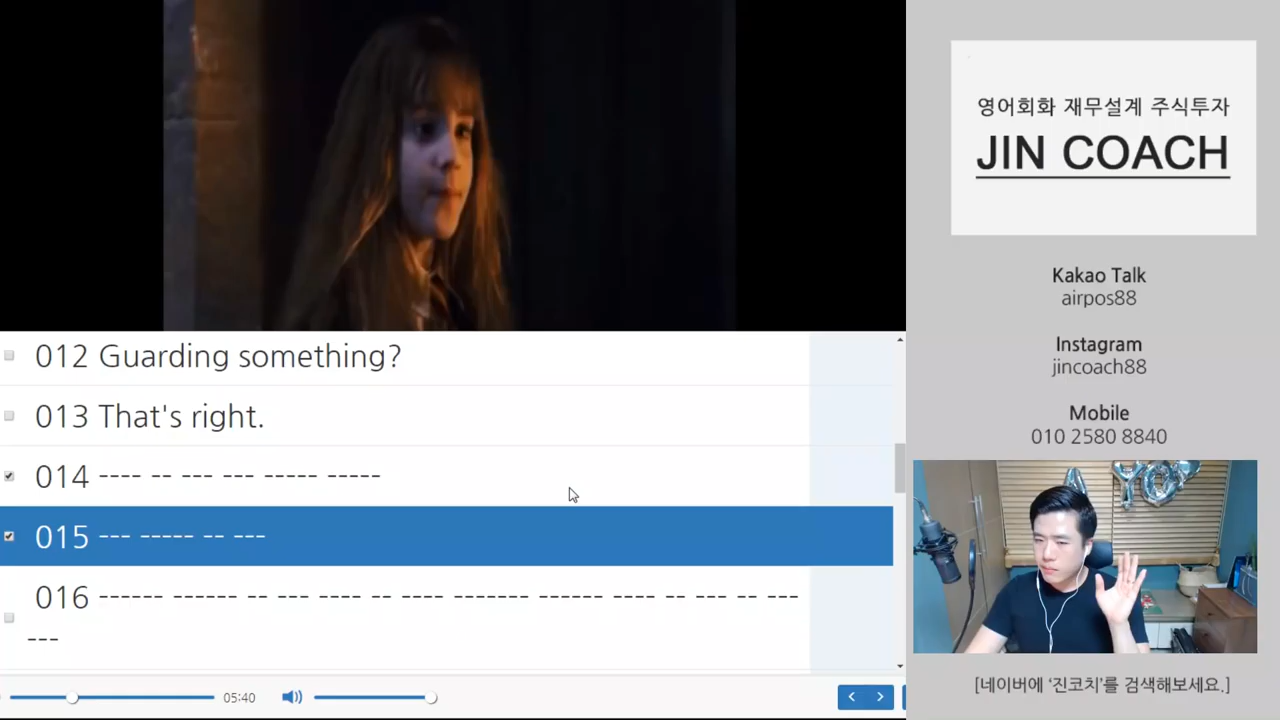 영어회화 재무설계 주식투자
JIN COACH
Kakao Talk
airpos88
Instagram
jincoach88
Mobile
010 2580 8840
012 Guarding something?
013 That's right.
014 ---- -- --- --- ----- -----
015 --- ----- -- ---
016 ------ ------ -- --- ---- -- ---- ------- ------ ---- -- --- -- ---
---
05:40
[네이버에 '진코치'를 검색해보세요.]